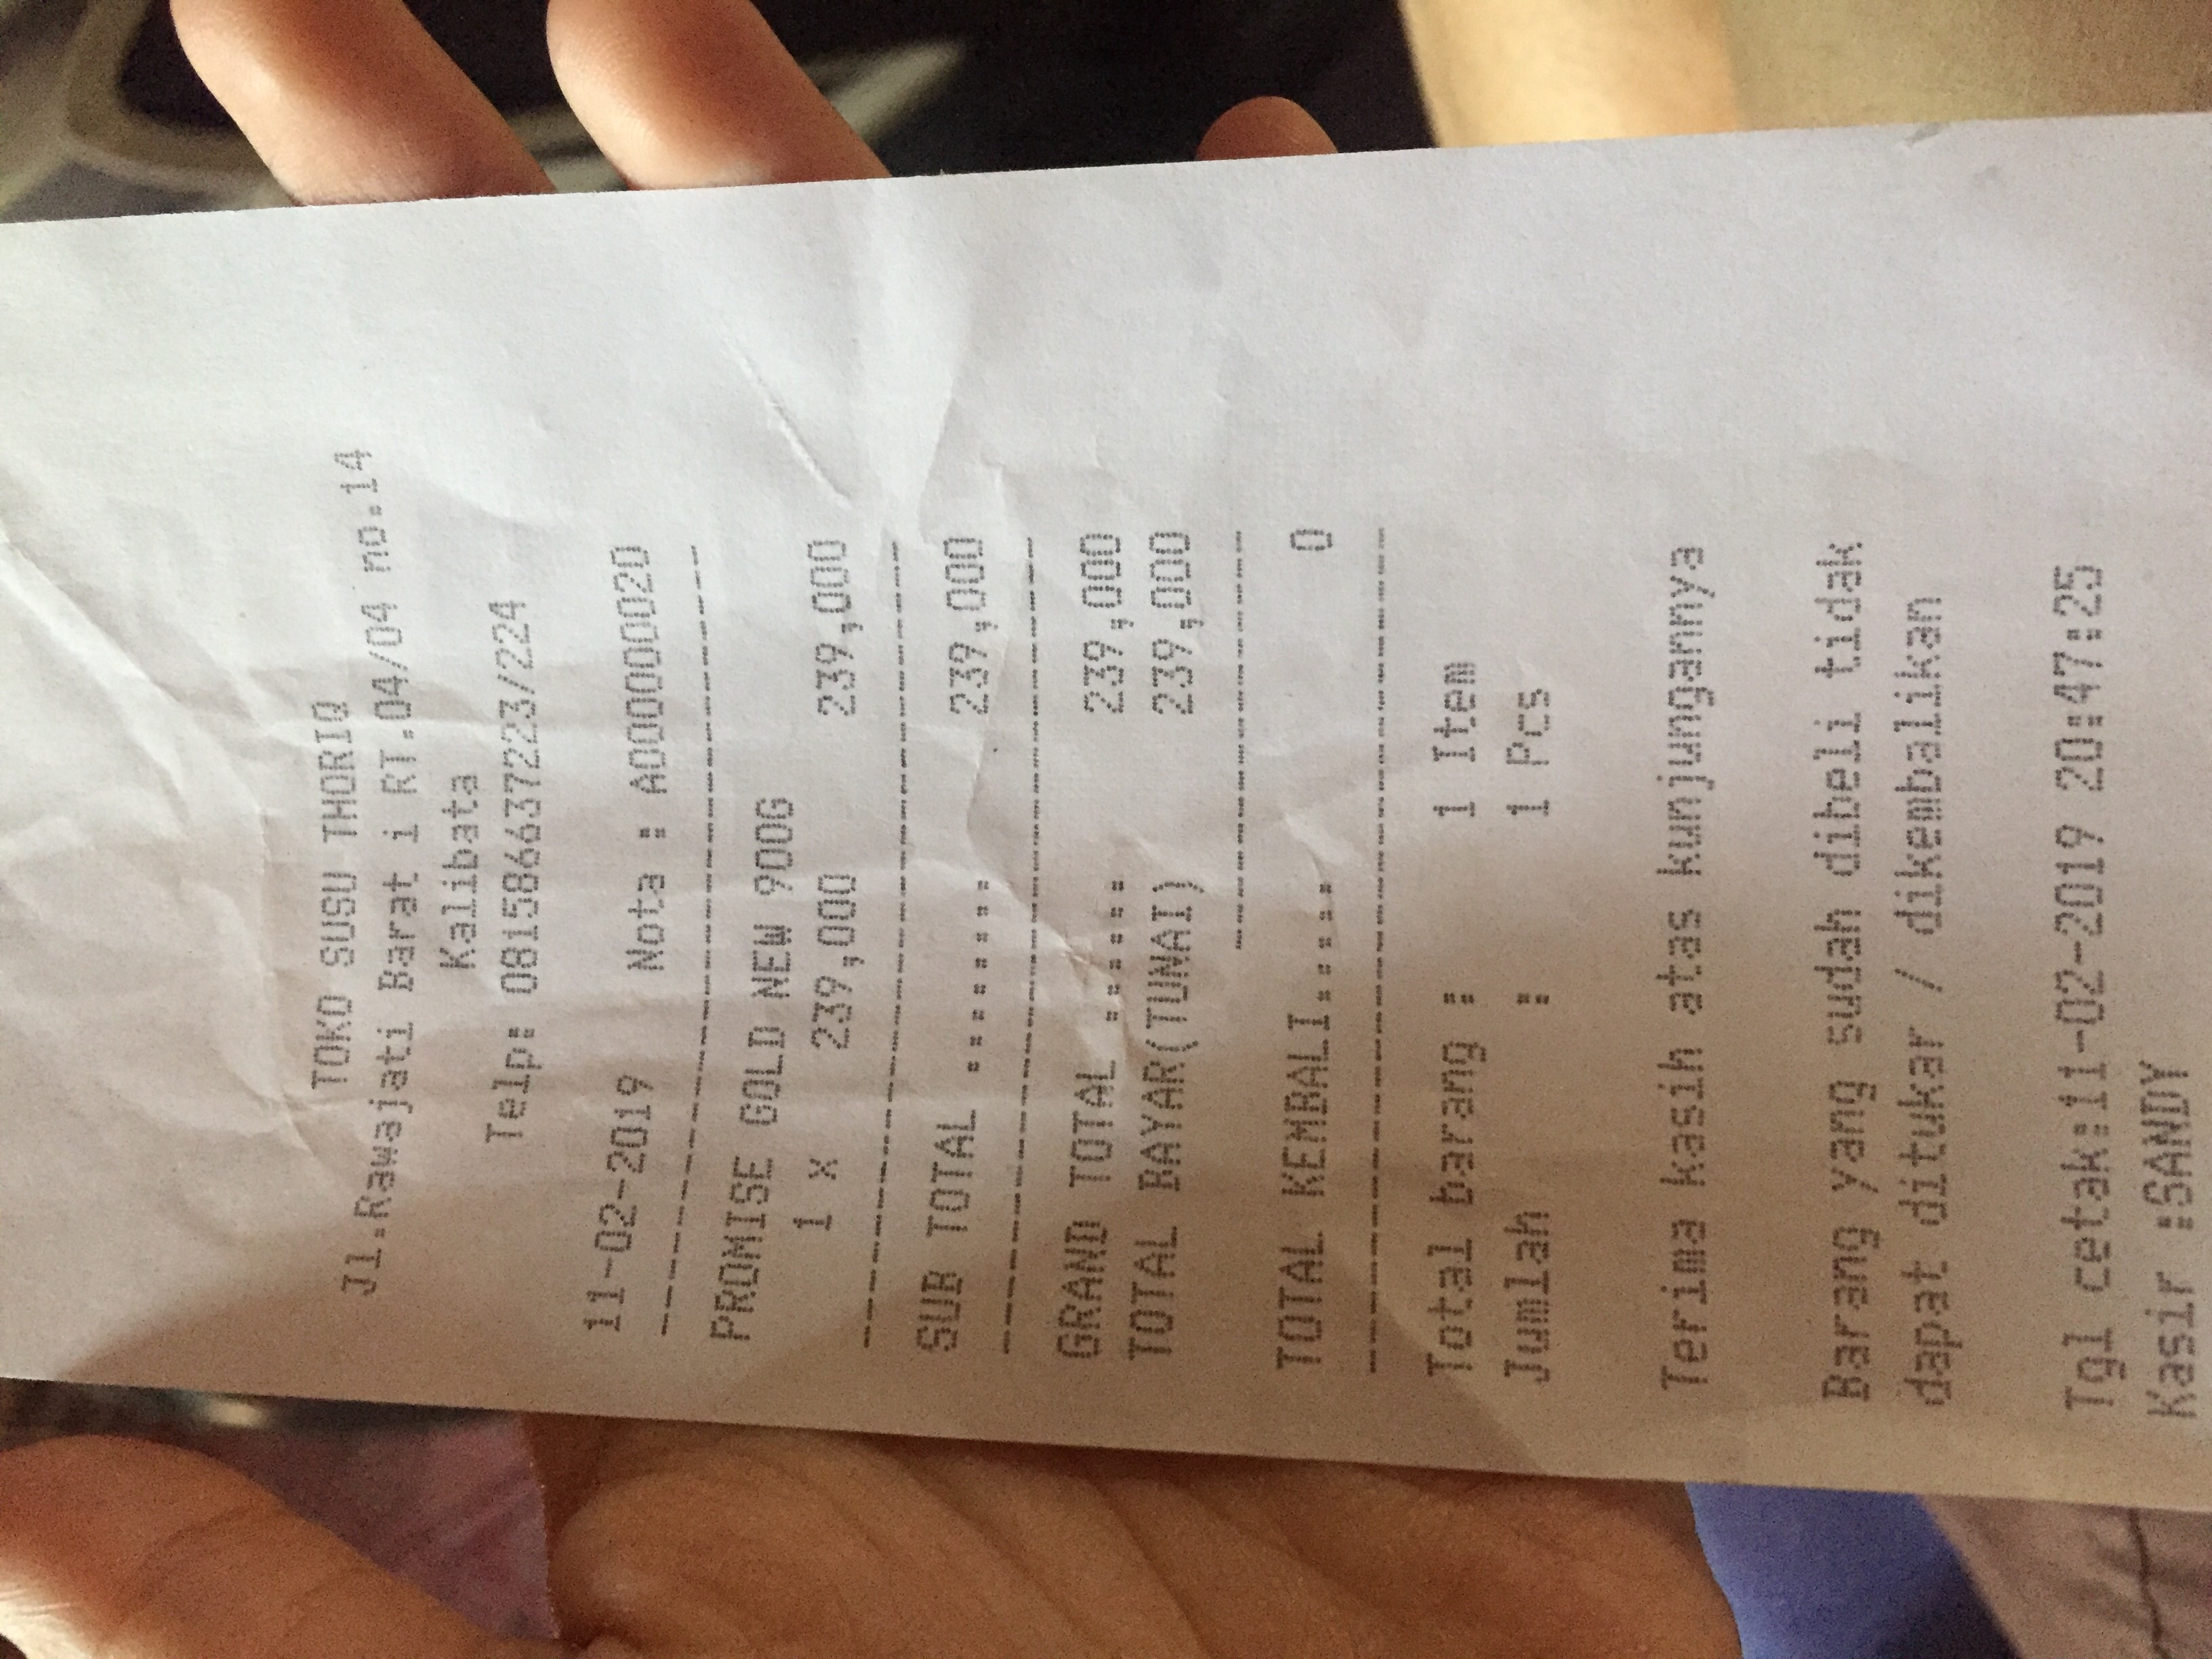 TOKO SUSU THORIQ
Jl.Rawajati Barat i RT.04/04 no.14
Kalibata
Telp: 081586637223/224
11-02-2019 Nota : A000000020
PROMISE GOLD NEW 900G
1 x 239,000 239,000
SUB TOTAL ........ 239,000
GRAND TOTAL ...... 239,000
TOTAL BAYAR(TUNAI) 239,000
TOTAL KEMBALI..... 0
Total barang : 1 Item
Jumlah : 1 Pcs
Terima kasih atas kunjungannya
Barang yang sudah dibeli tidak
dapat ditukar / dikembalikan
Tgl cetak:11-02-2019 20:47:25
Kasir :SANDY